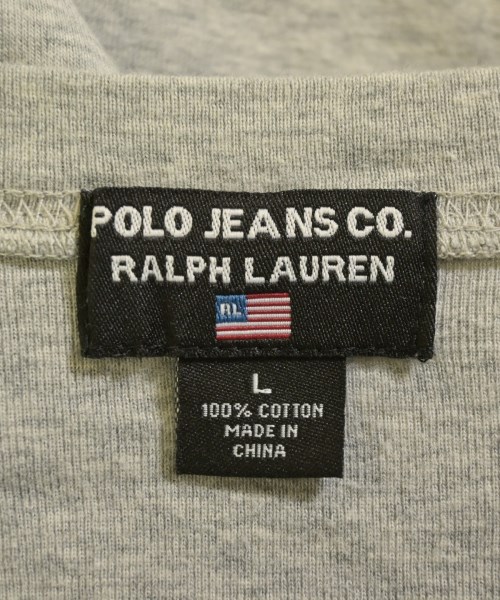 POLO JEANS CO.
RALPH LAUREN
RL
L
100% COTTON
MADE IN
CHINA